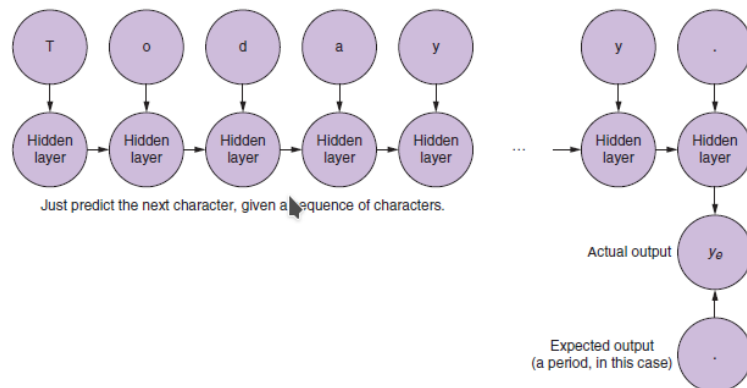 T o d a y y .
Hidden layer Hidden layer Hidden layer Hidden layer Hidden layer ... Hidden layer Hidden layer
Just predict the next character, given a sequence of characters.
Actual output yθ
Expected output .
(a period, in this case)